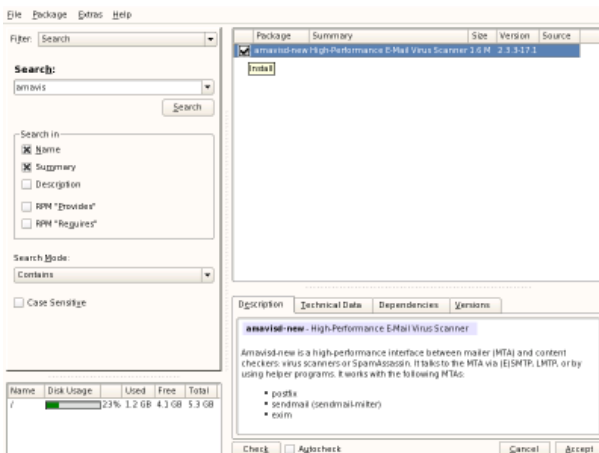 File Package Extras Help
Filter: Search
Search:
amavis
Search
Search in
Name
Summary
Description
RPM "Provides"
RPM "Requires"
Search Mode:
Contains
Case Sensitive
Name Disk Usage Used Free Total
/ 23% 1.2 GB 4.1 GB 5.3 GB
Package Summary Size Version Source
amavisd-new High-Performance E-Mail Virus Scanner 1.6 M 2.3.3-17.1
Install
Description Technical Data Dependencies Versions
amavisd-new - High-Performance E-Mail Virus Scanner
Amavisd-new is a high-performance interface between mailer (MTA) and content
checkers: virus scanners or SpamAssassin. It talks to the MTA via (E)SMTP, LMTP, or by
using helper programs. It works with the following MTAs:
postfix
sendmail (sendmail-milter)
exim
Check Autocheck Cancel Accept